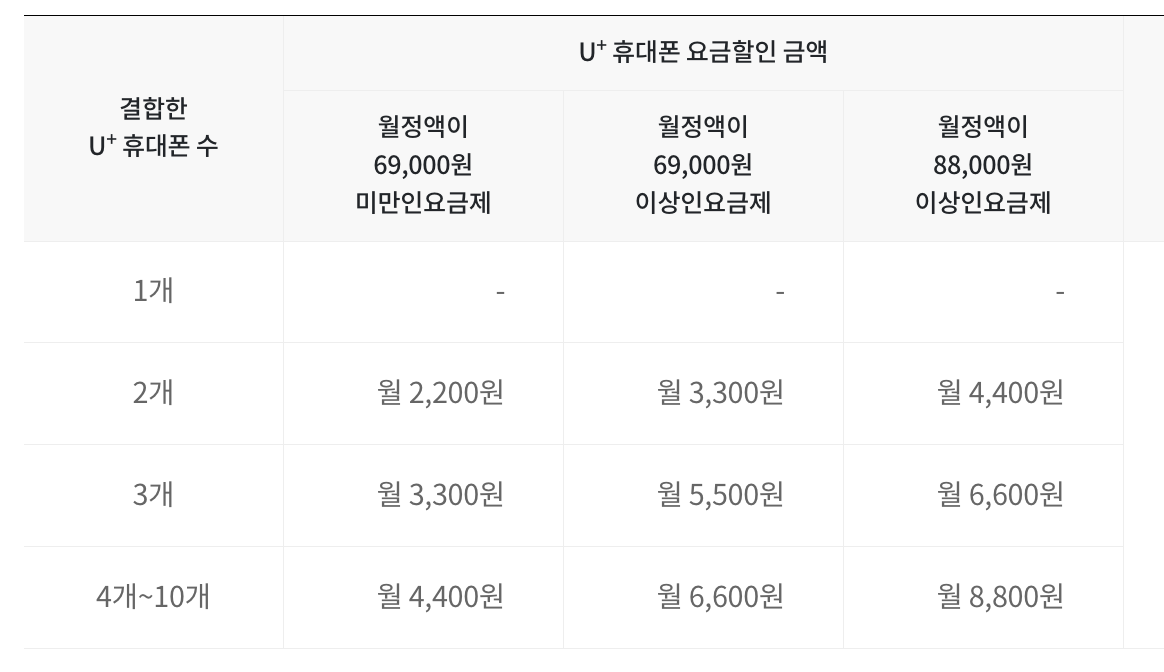 결합한
U⁺ 휴대폰 수
U⁺ 휴대폰 요금할인 금액
월정액이
69,000원
미만인요금제
월정액이
69,000원
이상인요금제
월정액이
88,000원
이상인요금제
1개 - - -
2개 월 2,200원 월 3,300원 월 4,400원
3개 월 3,300원 월 5,500원 월 6,600원
4개~10개 월 4,400원 월 6,600원 월 8,800원